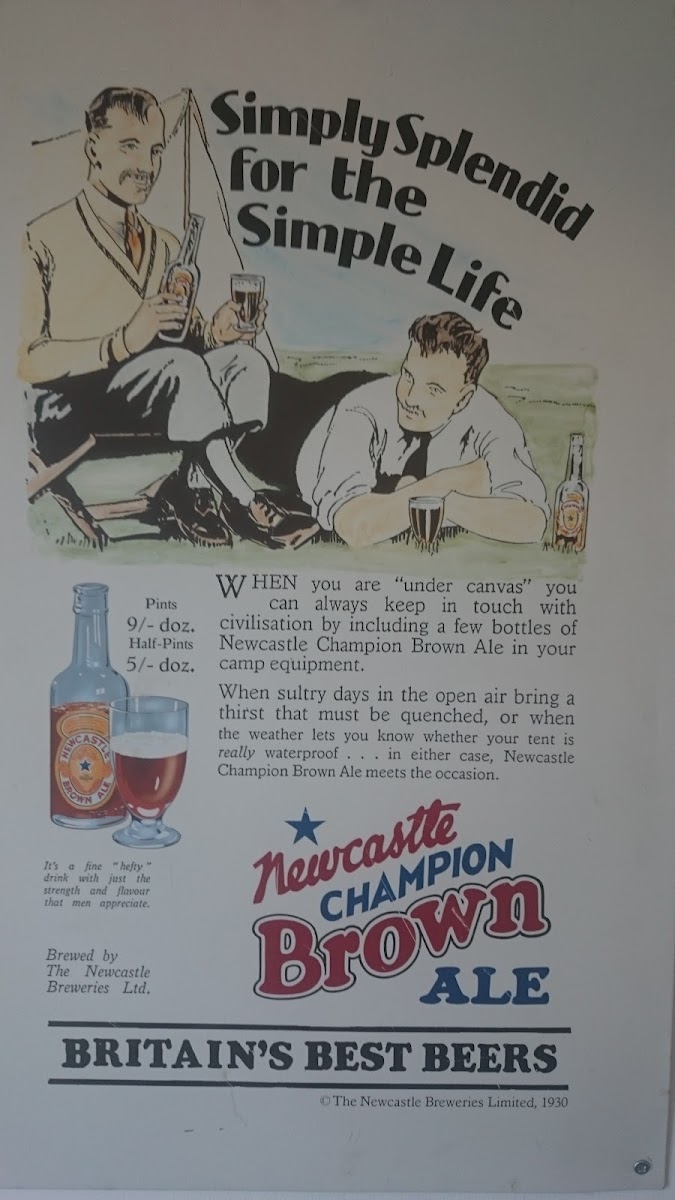 Simply Splendid
for the
Simple Life
WHEN you are "under canvas" you
can always keep in touch with
civilisation by including a few bottles of
Newcastle Champion Brown Ale in your
camp equipment.
When sultry days in the open air bring a
thirst that must be quenched, or when
the weather lets you know whether your tent is
really waterproof . . . in either case, Newcastle
Champion Brown Ale meets the occasion.
Pints
9/- doz.
Half-Pints
5/- doz.
NEWCASTLE
BROWN ALE
It's a fine "hefty"
drink with just the
strength and flavour
that men appreciate.
Brewed by
The Newcastle
Breweries Ltd.
Newcastle
CHAMPION
Brown
ALE
BRITAIN'S BEST BEERS
© The Newcastle Breweries Limited, 1930